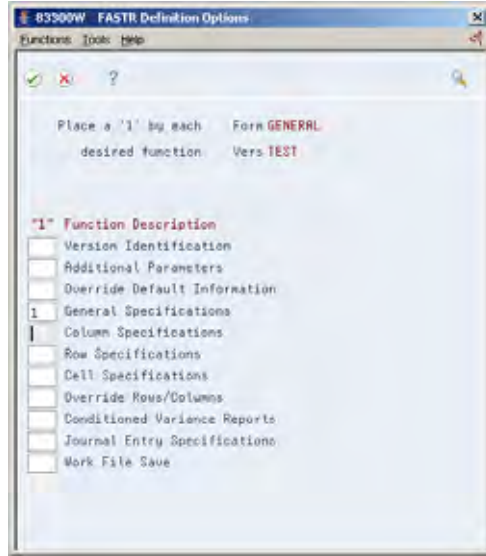 83500W FASTR Definition Options
Functions Tools Help
?
Place a '1' by each Form GENERAL
desired function Vers TEST
"1" Function Description
Version Identification
Additional Parameters
Override Default Information
1 General Specifications
Column Specifications
Row Specifications
Cell Specifications
Override Rows/Columns
Conditioned Variance Reports
Journal Entry Specifications
Work File Save